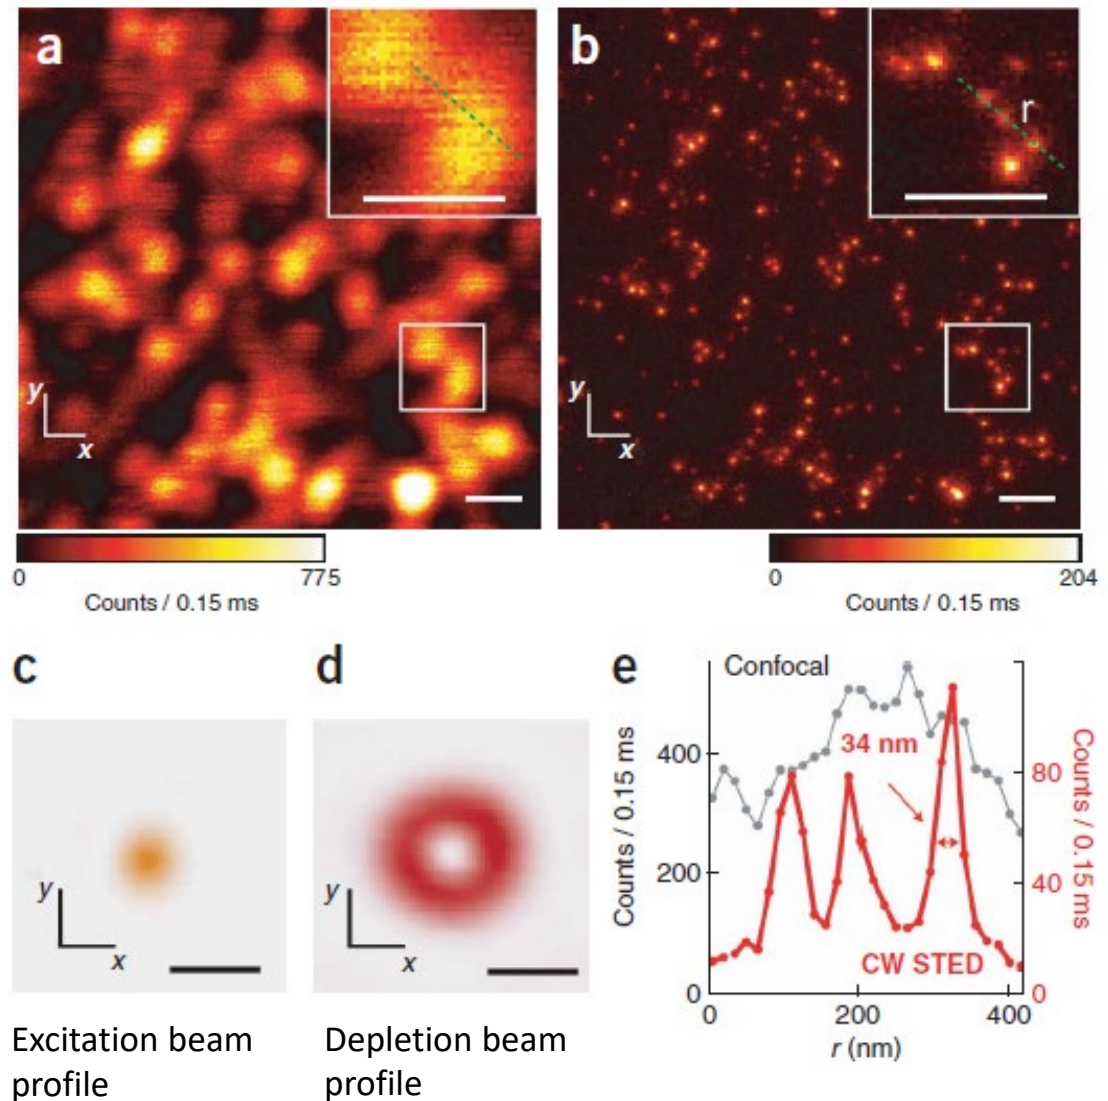 a
b
r
y
x
y
x
0 775
Counts / 0.15 ms
0 204
Counts / 0.15 ms
c
d
e
y
x
y
x
Confocal
34 nm
CW STED
Counts / 0.15 ms
400
200
0
Counts / 0.15 ms
80
40
0
0 200 400
r (nm)
Excitation beam
profile
Depletion beam
profile